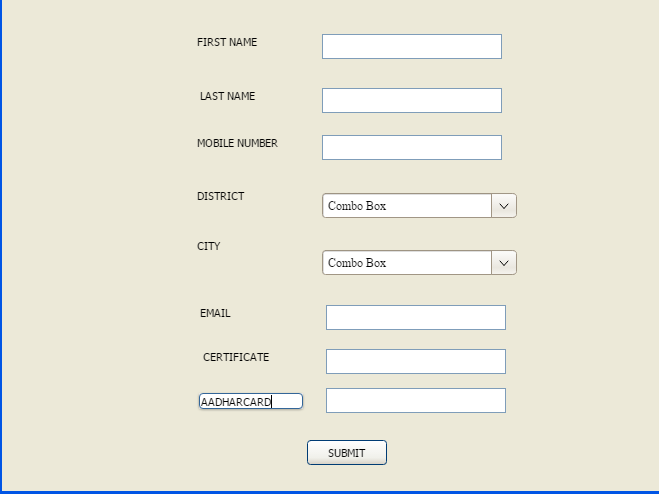 FIRST NAME
LAST NAME
MOBILE NUMBER
DISTRICT
Combo Box
CITY
Combo Box
EMAIL
CERTIFICATE
AADHARCARD
SUBMIT